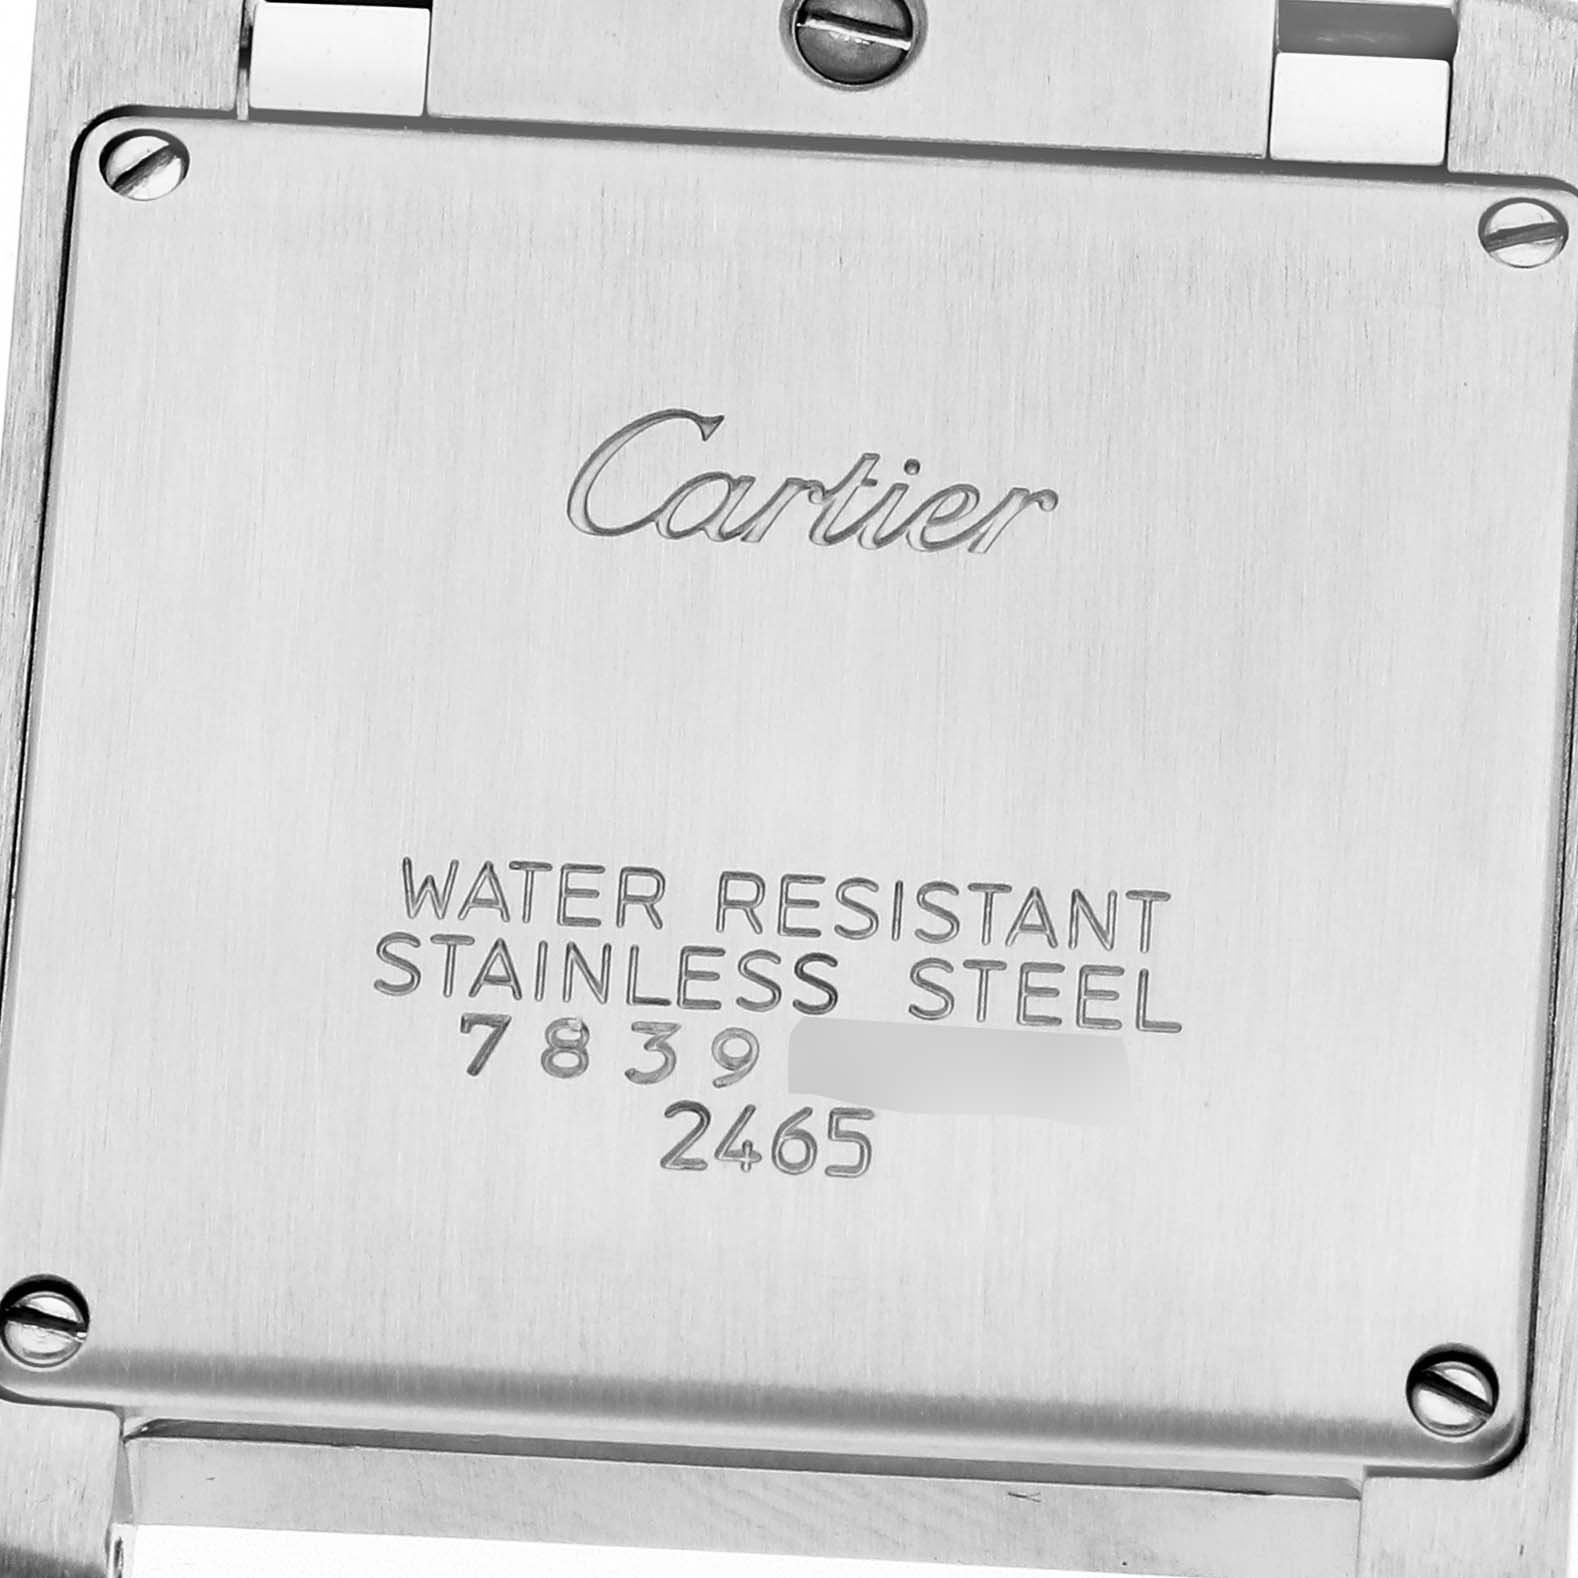 Cartier
WATER RESISTANT
STAINLESS STEEL
7839
2465